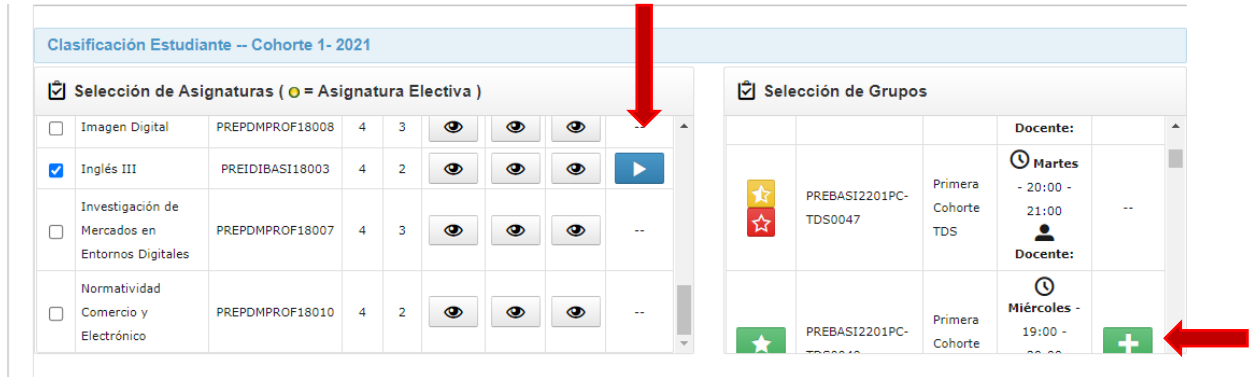 Clasificación Estudiante -- Cohorte 1- 2021
Selección de Asignaturas ( = Asignatura Electiva )
Imagen Digital PREPDMPROF18008 4 3 --
Inglés III PREIDIBASI18003 4 2
Investigación de
Mercados en PREPDMPROF18007 4 3 --
Entornos Digitales
Normatividad
Comercio y PREPDMPROF18010 4 2 --
Electrónico
Selección de Grupos
Docente:
Martes
- 20:00 -
PREBASI2201PC- Primera
TDS0047 Cohorte 21:00 --
TDS
Docente:
Miércoles -
PREBASI2201PC- Primera 19:00 -
Cohorte